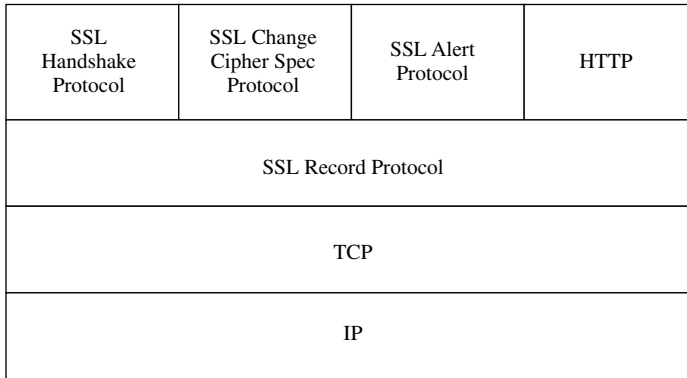 SSL
Handshake
Protocol
SSL Change
Cipher Spec
Protocol
SSL Alert
Protocol
HTTP
SSL Record Protocol
TCP
IP